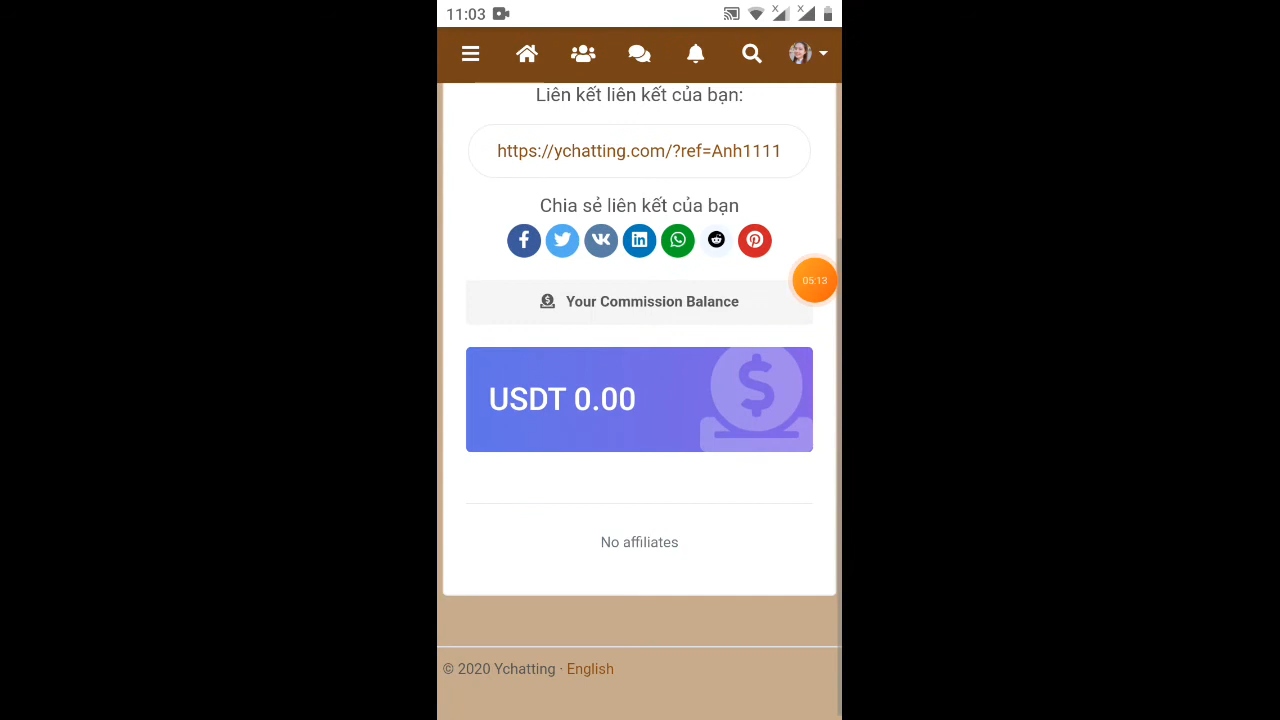 11:03
Liên kết liên kết của bạn:
https://ychatting.com/?ref=Anh1111
Chia sẻ liên kết của bạn
05:13
Your Commission Balance
USDT 0.00
No affiliates
© 2020 Ychatting · English